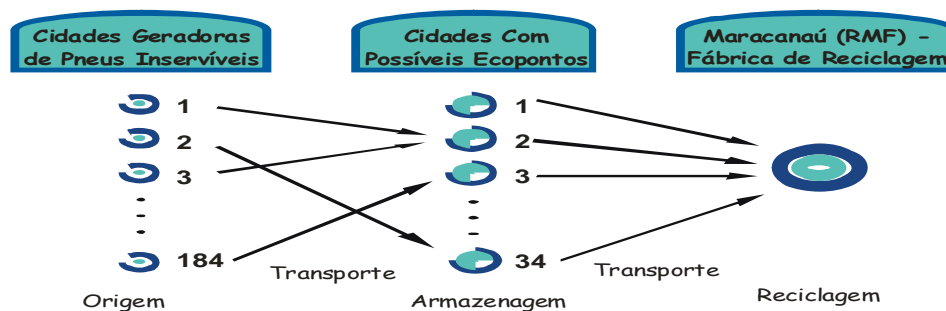 Cidades Geradoras
de Pneus Inservíveis
Cidades Com
Possíveis Ecopontos
Maracanaú (RMF) –
Fábrica de Reciclagem
1
2
3
184
1
2
3
34
Transporte
Transporte
Origem
Armazenagem
Reciclagem